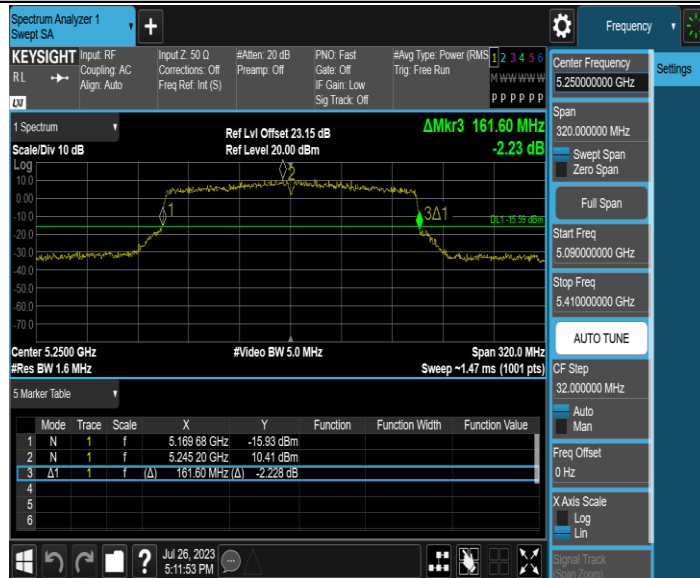 Spectrum Analyzer 1
Swept SA
+
Frequency
KEYSIGHT
RL
LXI
Input: RF
Coupling: AC
Align: Auto
Input Z: 50 Ω
Corrections: Off
Freq Ref: Int (S)
#Atten: 20 dB
Preamp: Off
PNO: Fast
Gate: Off
IF Gain: Low
Sig Track: Off
#Avg Type: Power (RMS
Trig: Free Run
1 2 3 4 5 6
M W W W W W
P P P P P P
1 Spectrum
Scale/Div 10 dB
Ref Lvl Offset 23.15 dB
Ref Level 20.00 dBm
ΔMkr3 161.60 MHz
-2.23 dB
Log
10.0
0.00
-10.0
-20.0
-30.0
-40.0
-50.0
-60.0
-70.0
1
2
3Δ1
DL1 -15.59 dBm
Center 5.2500 GHz
#Video BW 5.0 MHz
Span 320.0 MHz
#Res BW 1.6 MHz
Sweep ~1.47 ms (1001 pts)
5 Marker Table
Mode Trace Scale X Y Function Function Width Function Value
1 N 1 f 5.169 68 GHz -15.93 dBm
2 N 1 f 5.245 20 GHz 10.41 dBm
3 Δ1 1 f (Δ) 161.60 MHz (Δ) -2.228 dB
4
5
6
?
Jul 26, 2023
5:11:53 PM
Center Frequency
5.250000000 GHz
Settings
Span
320.000000 MHz
Swept Span
Zero Span
Full Span
Start Freq
5.090000000 GHz
Stop Freq
5.410000000 GHz
AUTO TUNE
CF Step
32.000000 MHz
Auto
Man
Freq Offset
0 Hz
X Axis Scale
Log
Lin
Signal Track
(Span Zoom)